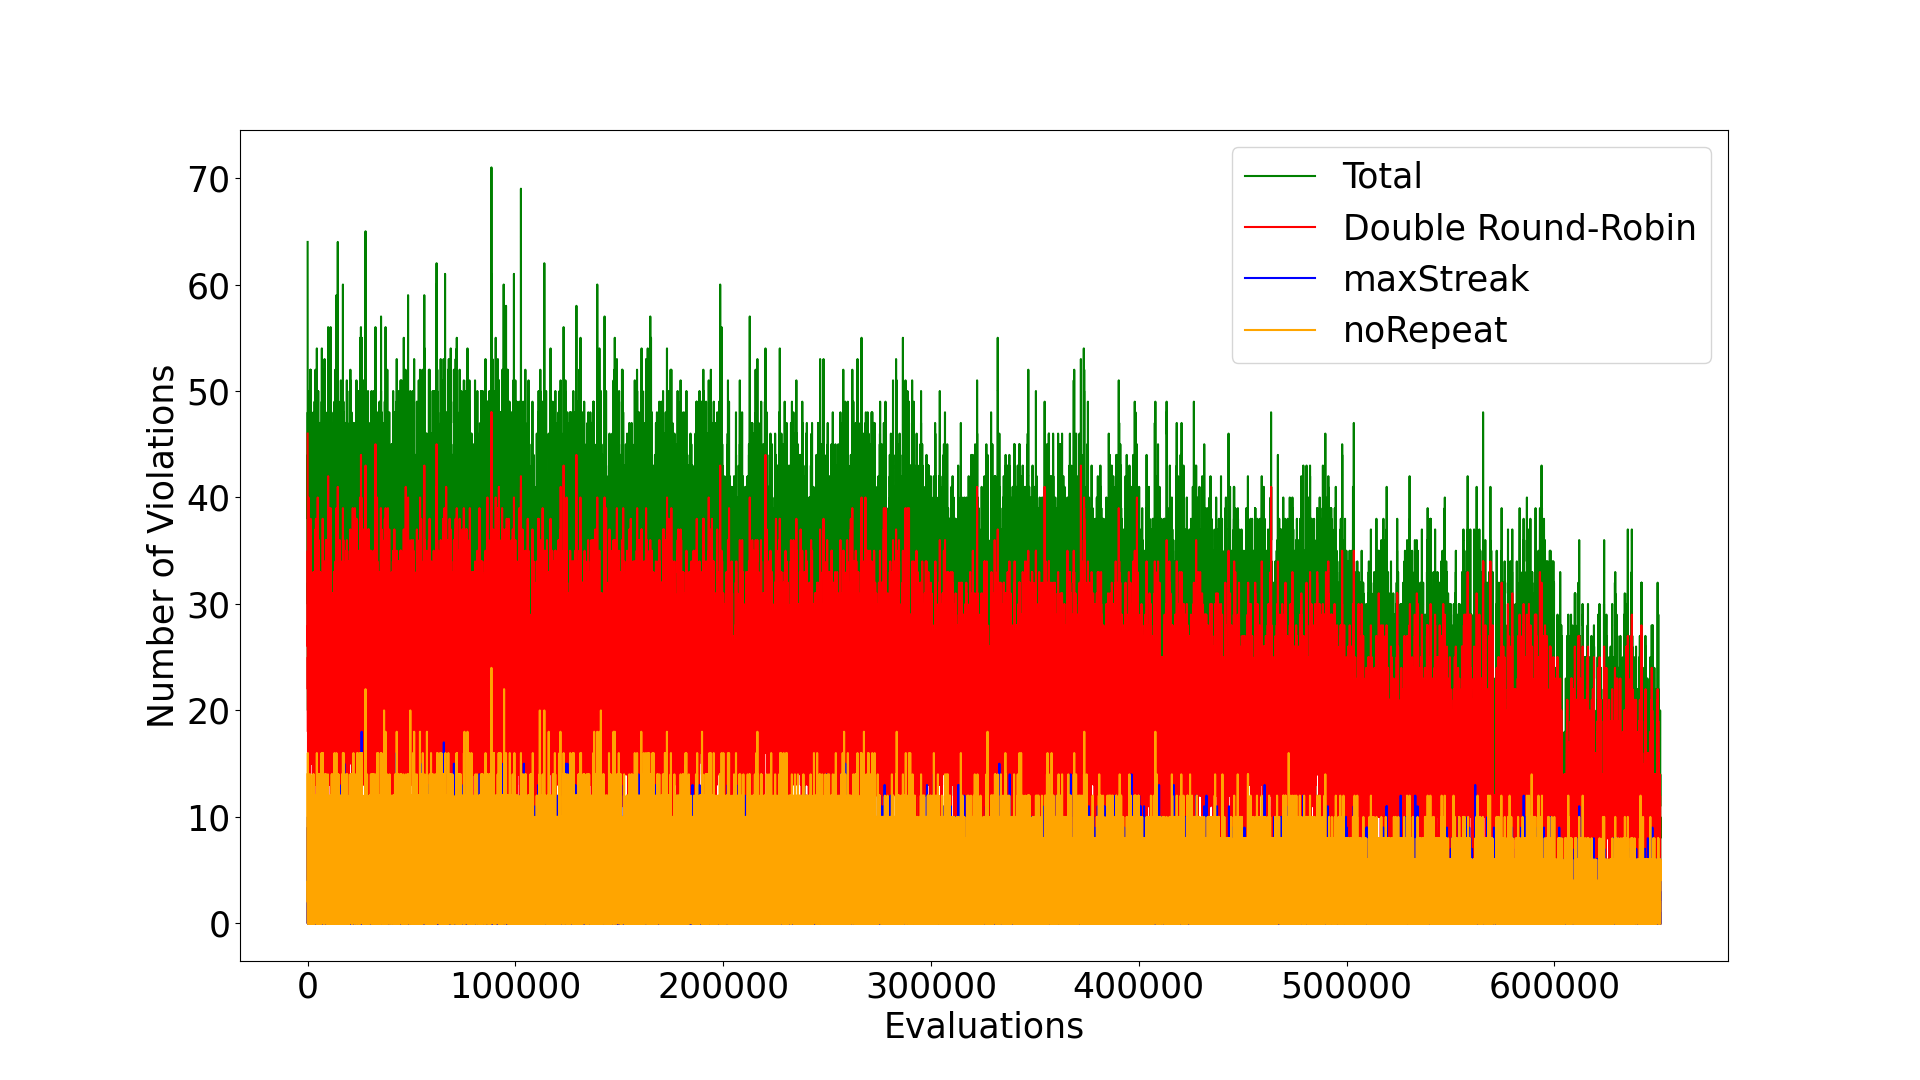 Total
Double Round-Robin
maxStreak
noRepeat
Number of Violations
70
60
50
40
30
20
10
0
0 100000 200000 300000 400000 500000 600000
Evaluations